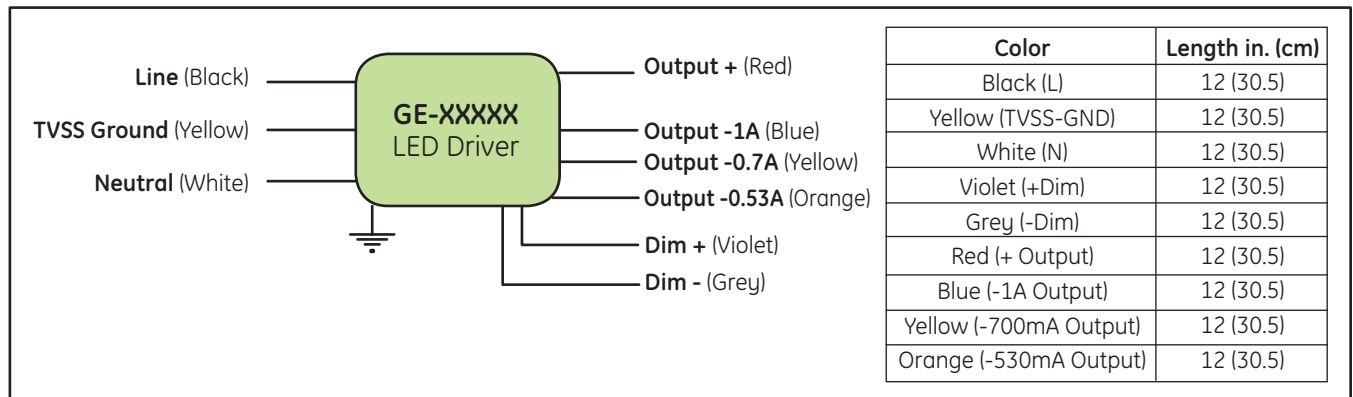 Line (Black)
TVSS Ground (Yellow)
Neutral (White)
GE-XXXXX
LED Driver
Output + (Red)
Output -1A (Blue)
Output -0.7A (Yellow)
Output -0.53A (Orange)
Dim + (Violet)
Dim - (Grey)
Color Length in. (cm)
Black (L) 12 (30.5)
Yellow (TVSS-GND) 12 (30.5)
White (N) 12 (30.5)
Violet (+Dim) 12 (30.5)
Grey (-Dim) 12 (30.5)
Red (+ Output) 12 (30.5)
Blue (-1A Output) 12 (30.5)
Yellow (-700mA Output) 12 (30.5)
Orange (-530mA Output) 12 (30.5)